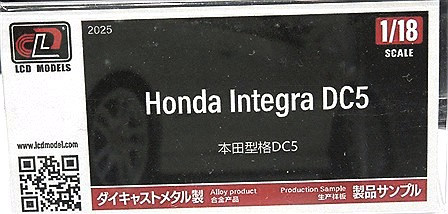 LCD MODELS
2025
1/18
SCALE
Honda Integra DC5
本田型格DC5
www.lcdmodel.com
ダイキャストメタル製
Alloy product
合金产品
Production Sample
生产样板
製品サンプル